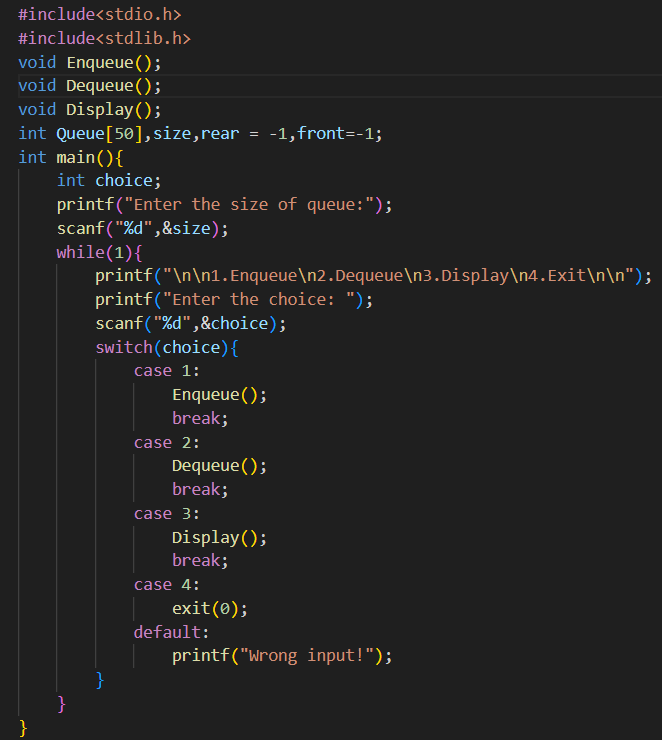 #include<stdio.h>
#include<stdlib.h>
void Enqueue();
void Dequeue();
void Display();
int Queue[50],size,rear = -1,front=-1;
int main(){
    int choice;
    printf("Enter the size of queue:");
    scanf("%d",&size);
    while(1){
        printf("\n\n1.Enqueue\n2.Dequeue\n3.Display\n4.Exit\n\n");
        printf("Enter the choice: ");
        scanf("%d",&choice);
        switch(choice){
            case 1:
                Enqueue();
                break;
            case 2:
                Dequeue();
                break;
            case 3:
                Display();
                break;
            case 4:
                exit(0);
            default:
                printf("Wrong input!");
        }
    }
}